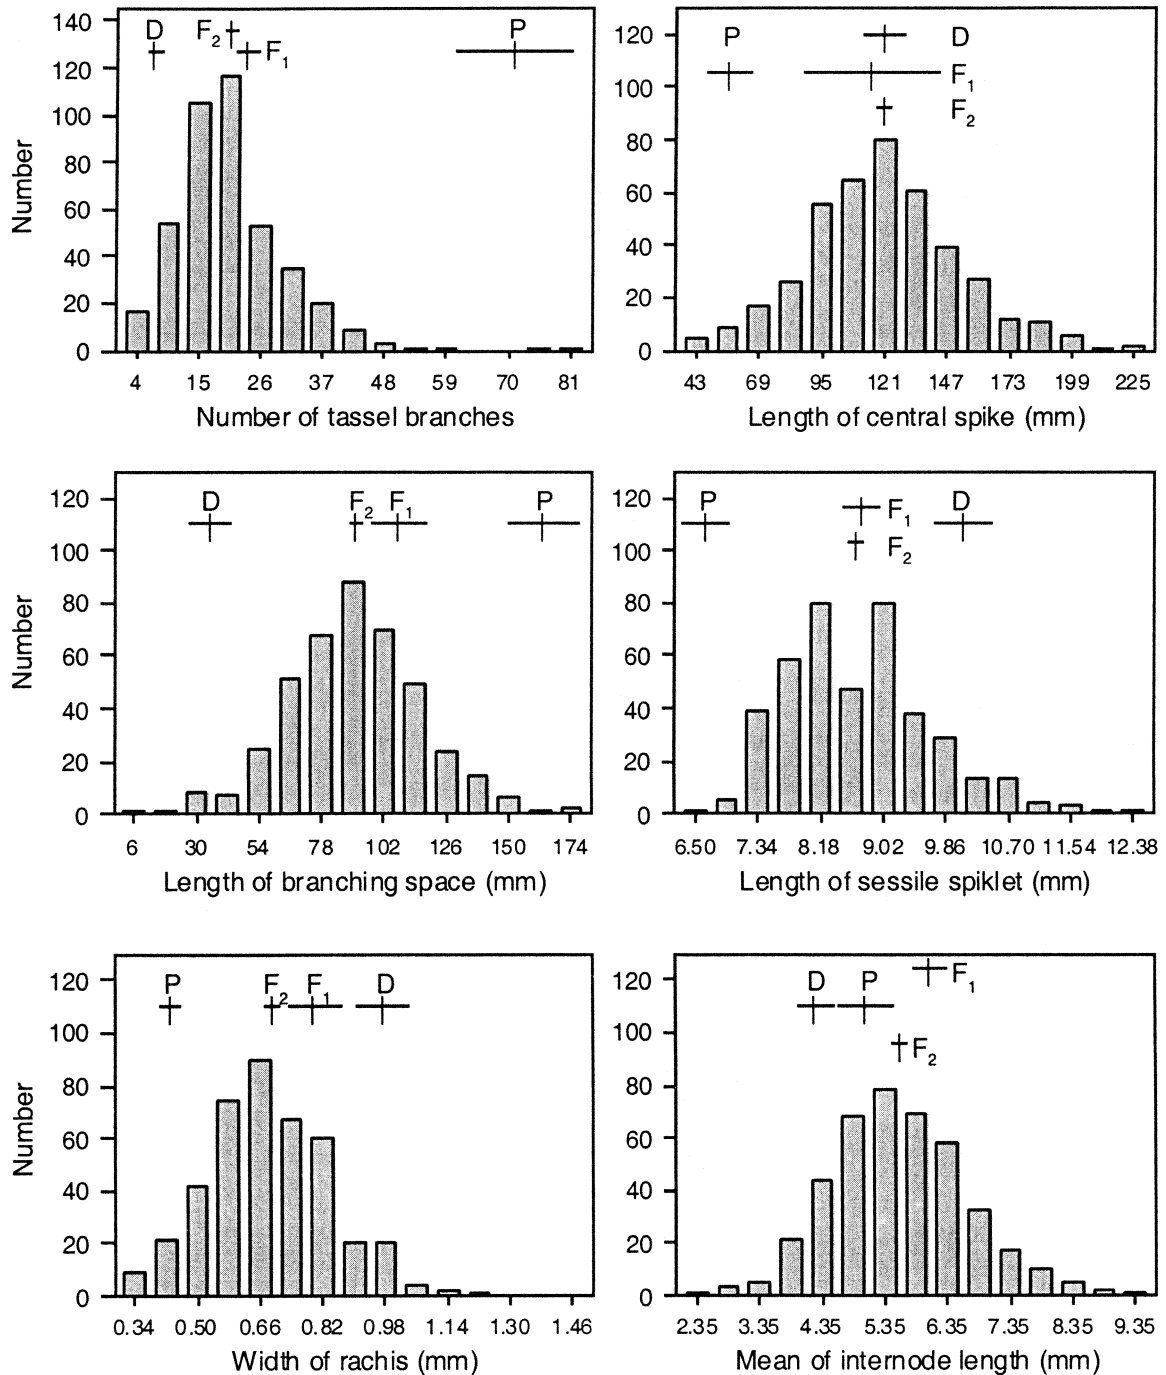 140
120
100
80
60
40
20
0
Number
D
F2
F1
P
4 15 26 37 48 59 70 81
Number of tassel branches
120
100
80
60
40
20
0
P
D
F1
F2
43 69 95 121 147 173 199 225
Length of central spike (mm)
120
100
80
60
40
20
0
Number
D
F2
F1
P
6 30 54 78 102 126 150 174
Length of branching space (mm)
120
100
80
60
40
20
0
P
F1
F2
D
6.50 7.34 8.18 9.02 9.86 10.70 11.54 12.38
Length of sessile spiklet (mm)
120
100
80
60
40
20
0
Number
P
F2
F1
D
0.34 0.50 0.66 0.82 0.98 1.14 1.30 1.46
Width of rachis (mm)
120
100
80
60
40
20
0
D
P
F1
F2
2.35 3.35 4.35 5.35 6.35 7.35 8.35 9.35
Mean of internode length (mm)